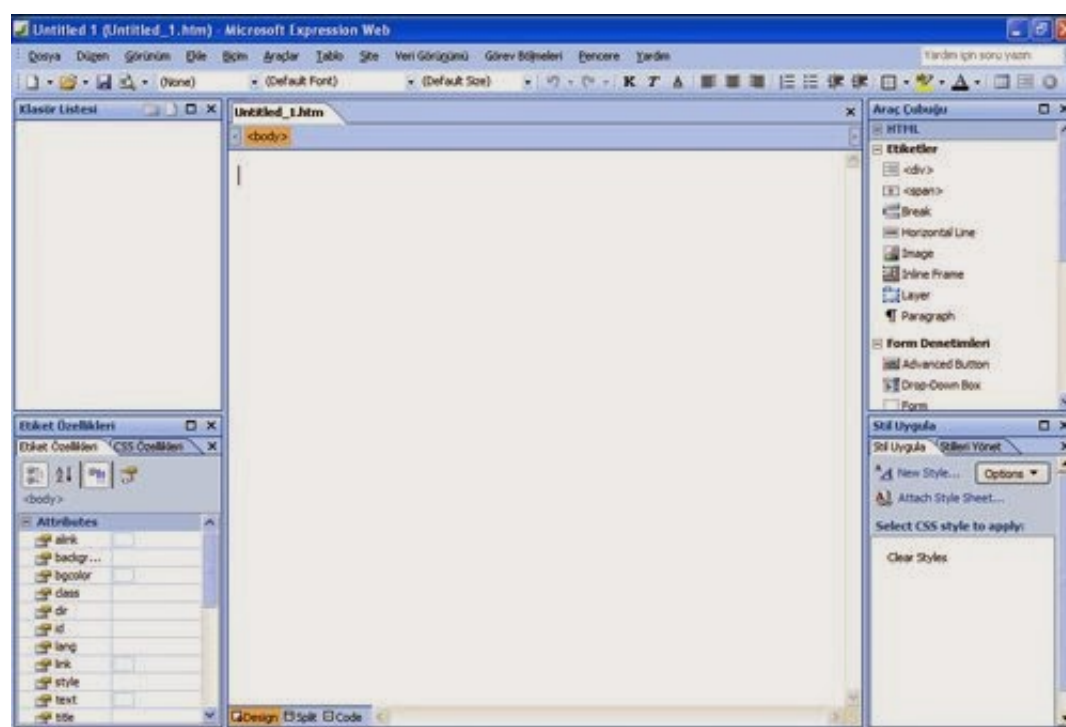 Untitled 1 (Untitled_1.htm) - Microsoft Expression Web
Dosya Düzen Görünüm Ekle Biçim Araçlar Tablo Site Veri Görünümü Görev Bölmeleri Pencere Yardım Yardım için soru yazın
(None) (Default Font) (Default Size) K T A
Klasör Listesi
Untitled_1.htm
<body>
Araç Çubuğu
HTML
Etiketler
<div>
<span>
Break
Horizontal Line
Image
Inline Frame
Layer
Paragraph
Form Denetimleri
Advanced Button
Drop-Down Box
Form
Etiket Özellikleri
Etiket Özellikleri CSS Özellikleri
<body>
Attributes
alink
backgr...
bgcolor
class
dir
id
lang
link
style
text
title
Design Split Code
Stil Uygula
Stil Uygula Stilleri Yönet
New Style... Options
Attach Style Sheet...
Select CSS style to apply:
Clear Styles